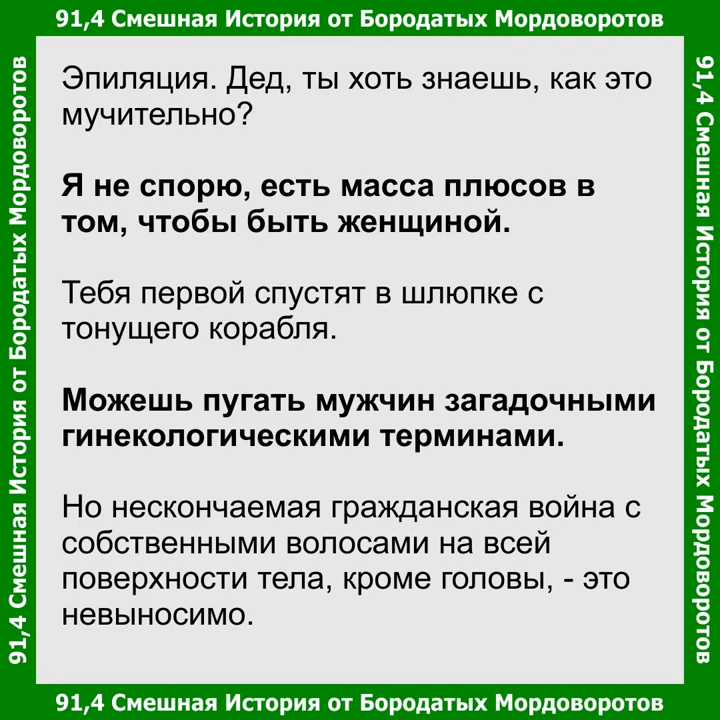 91,4 Смешная История от Бородатых Мордоворотов
91,4 Смешная История от Бородатых Мордоворотов
Эпиляция. Дед, ты хоть знаешь, как это
мучительно?
Я не спорю, есть масса плюсов в
том, чтобы быть женщиной.
Тебя первой спустят в шлюпке с
тонущего корабля.
Можешь пугать мужчин загадочными
гинекологическими терминами.
Но нескончаемая гражданская война с
собственными волосами на всей
поверхности тела, кроме головы, - это
невыносимо.
91,4 Смешная История от Бородатых Мордоворотов
91,4 Смешная История от Бородатых Мордоворотов